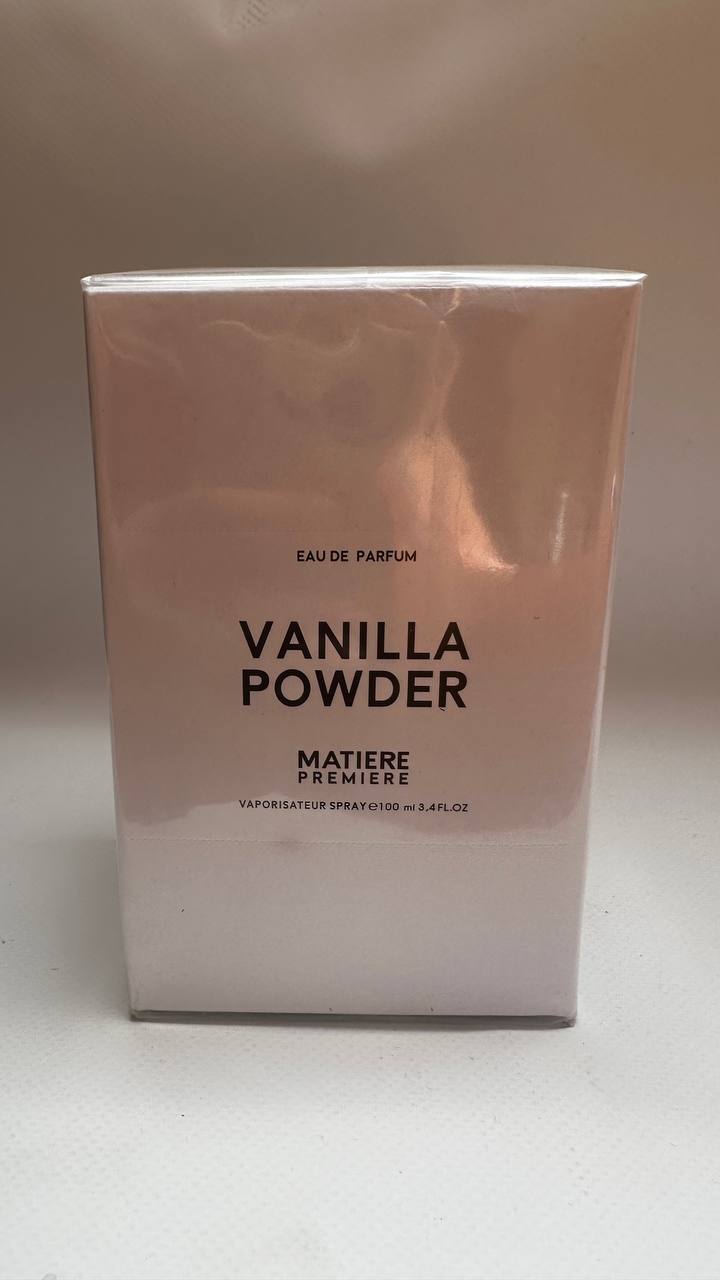 EAU DE PARFUM
VANILLA
POWDER
MATIERE
PREMIERE
VAPORISATEUR SPRAY℮100 ml 3,4FL.OZ